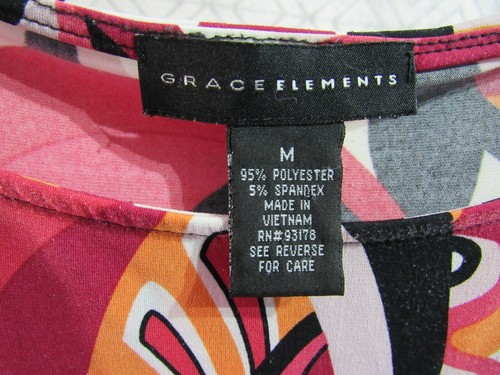 GRACE ELEMENTS
M
95% POLYESTER
5% SPANDEX
MADE IN
VIETNAM
RN#93178
SEE REVERSE
FOR CARE